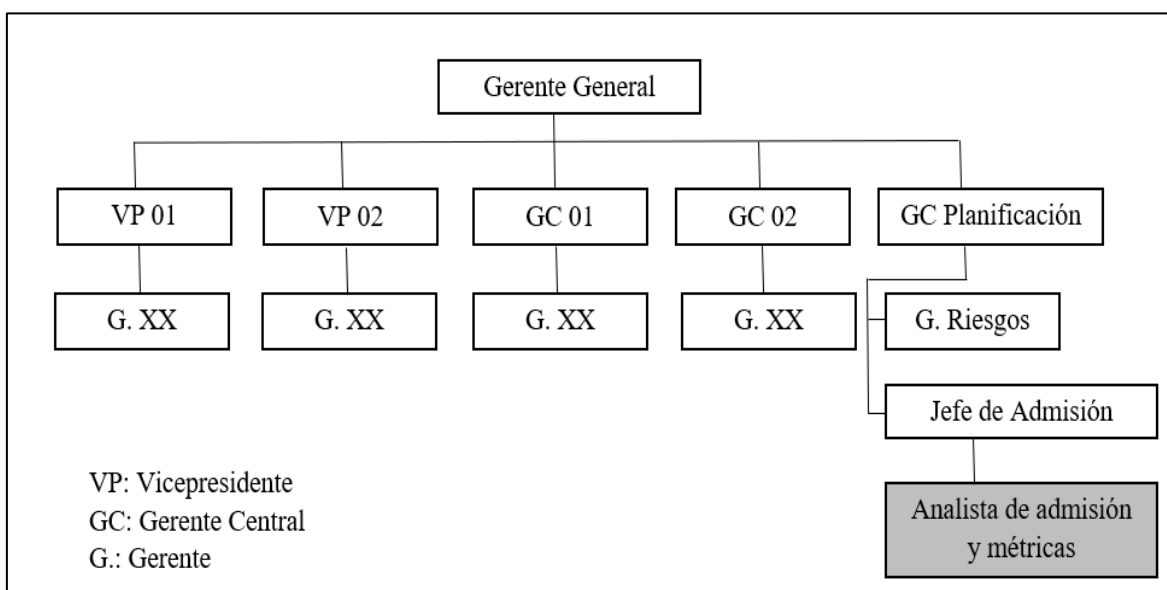 Gerente General
VP 01
VP 02
GC 01
GC 02
GC Planificación
G. XX
G. XX
G. XX
G. XX
G. Riesgos
Jefe de Admisión
Analista de admisión
y métricas
VP: Vicepresidente
GC: Gerente Central
G.: Gerente